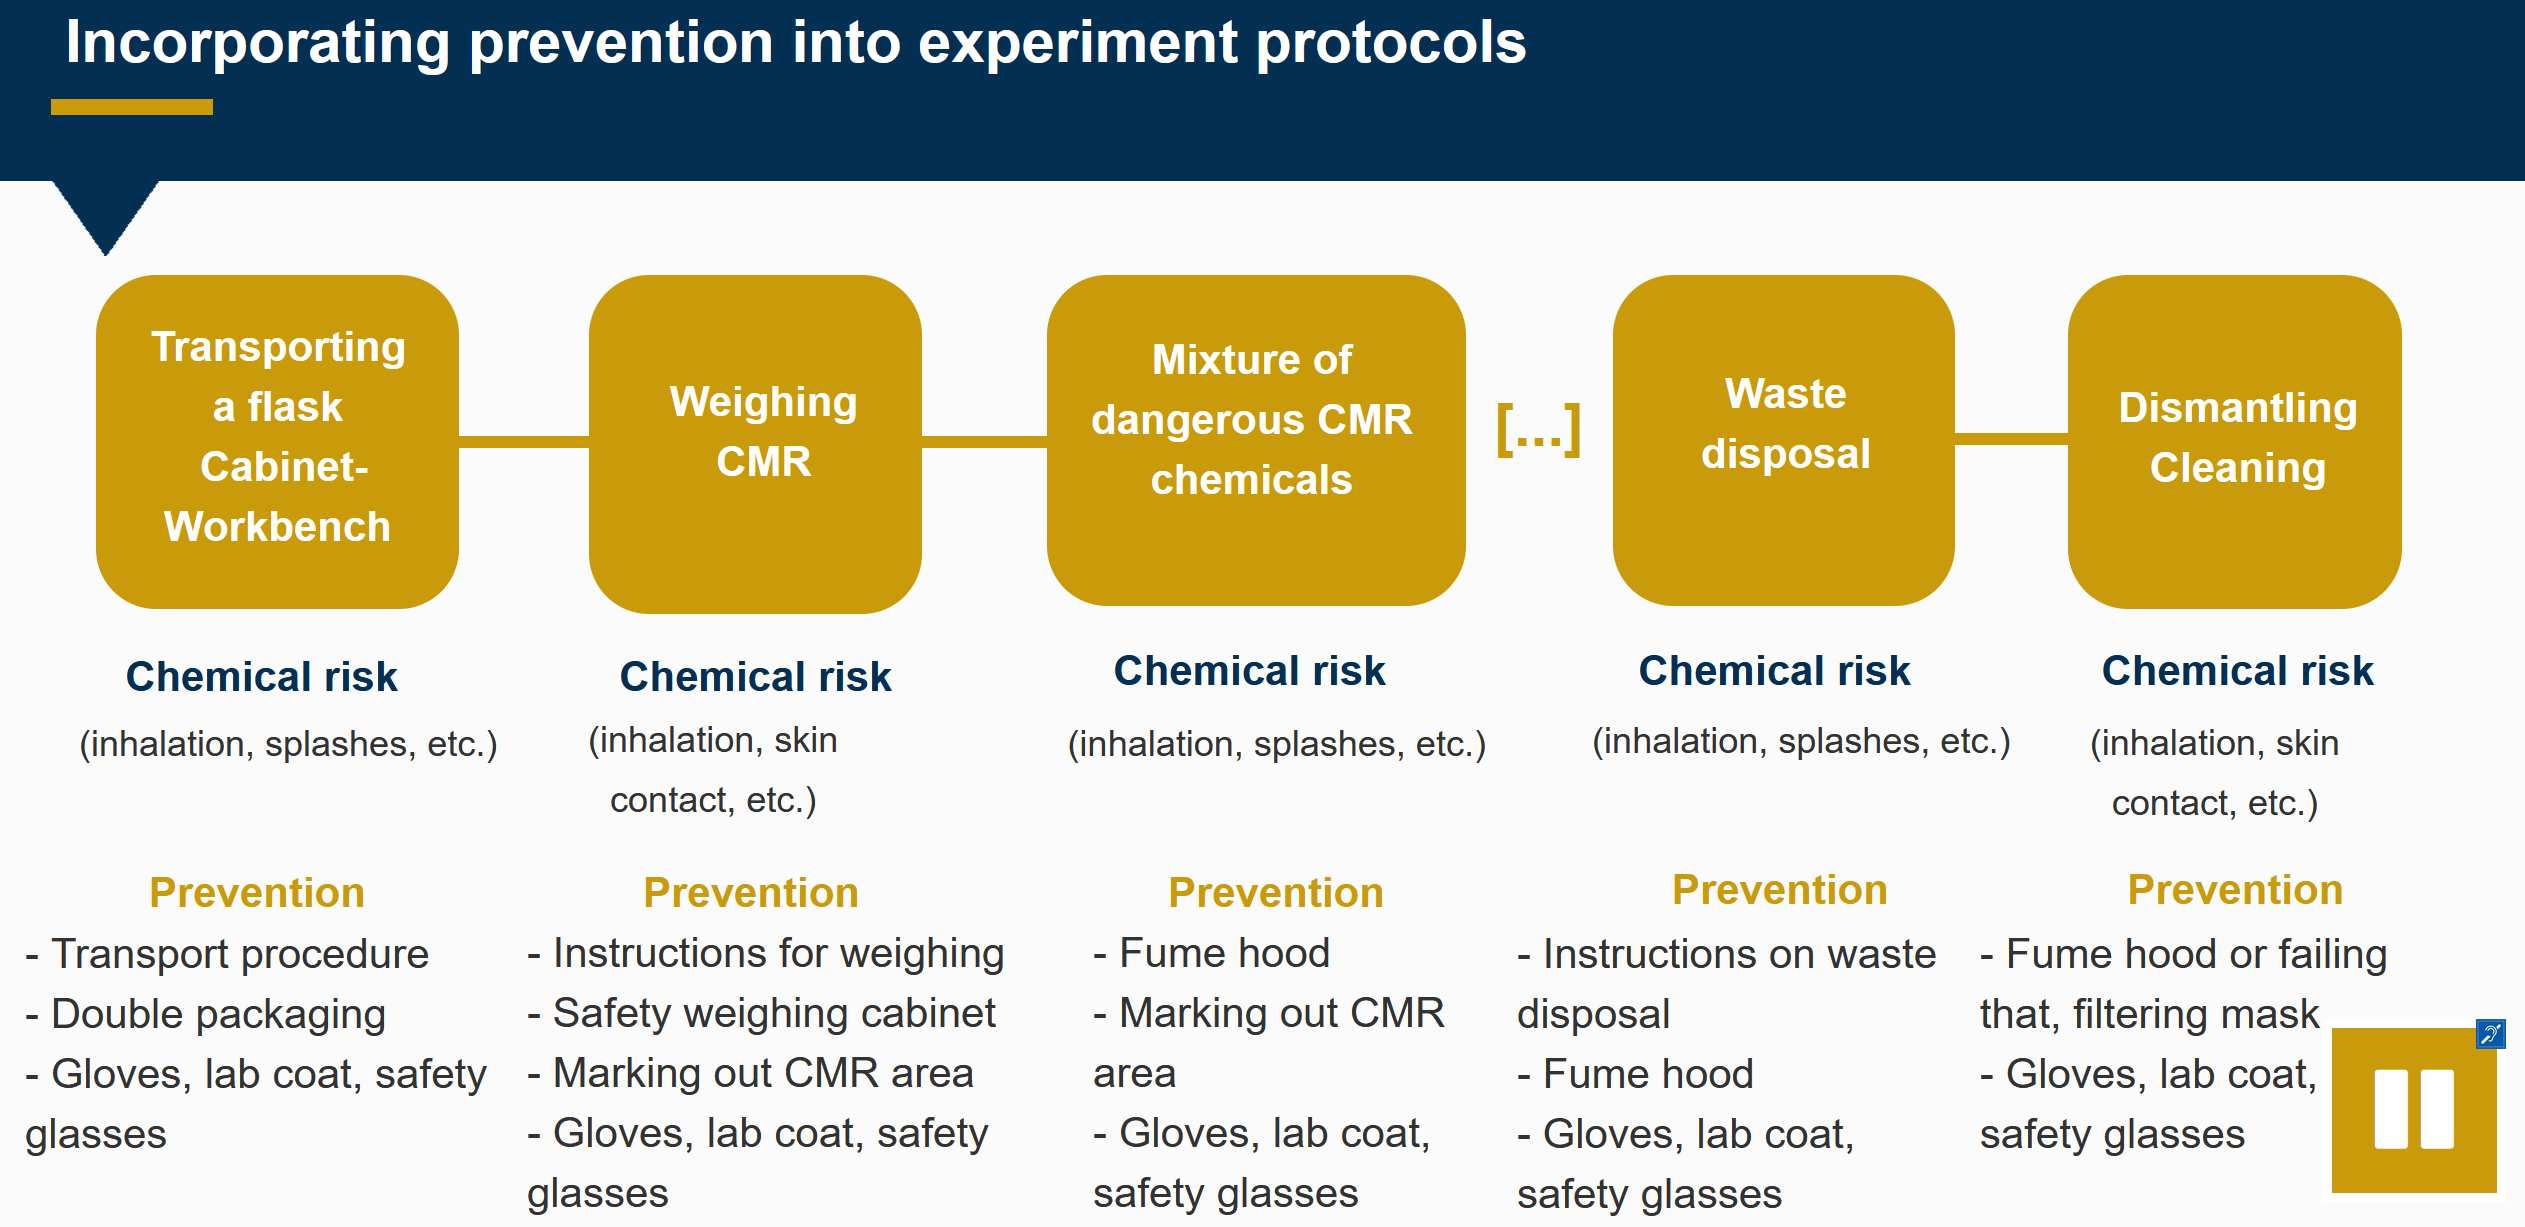 Incorporating prevention into experiment protocols
Transporting
a flask
Cabinet-
Workbench
Chemical risk
(inhalation, splashes, etc.)
Prevention
- Transport procedure
- Double packaging
- Gloves, lab coat, safety
glasses
Weighing
CMR
Chemical risk
(inhalation, skin
contact, etc.)
Prevention
- Instructions for weighing
- Safety weighing cabinet
- Marking out CMR area
- Gloves, lab coat, safety
glasses
Mixture of
dangerous CMR
chemicals
Chemical risk
(inhalation, splashes, etc.)
Prevention
- Fume hood
- Marking out CMR
area
- Gloves, lab coat,
safety glasses
[...]
Waste
disposal
Chemical risk
(inhalation, splashes, etc.)
Prevention
- Instructions on waste
disposal
- Fume hood
- Gloves, lab coat,
safety glasses
Dismantling
Cleaning
Chemical risk
(inhalation, skin
contact, etc.)
Prevention
- Fume hood or failing
that, filtering mask
- Gloves, lab coat,
safety glasses